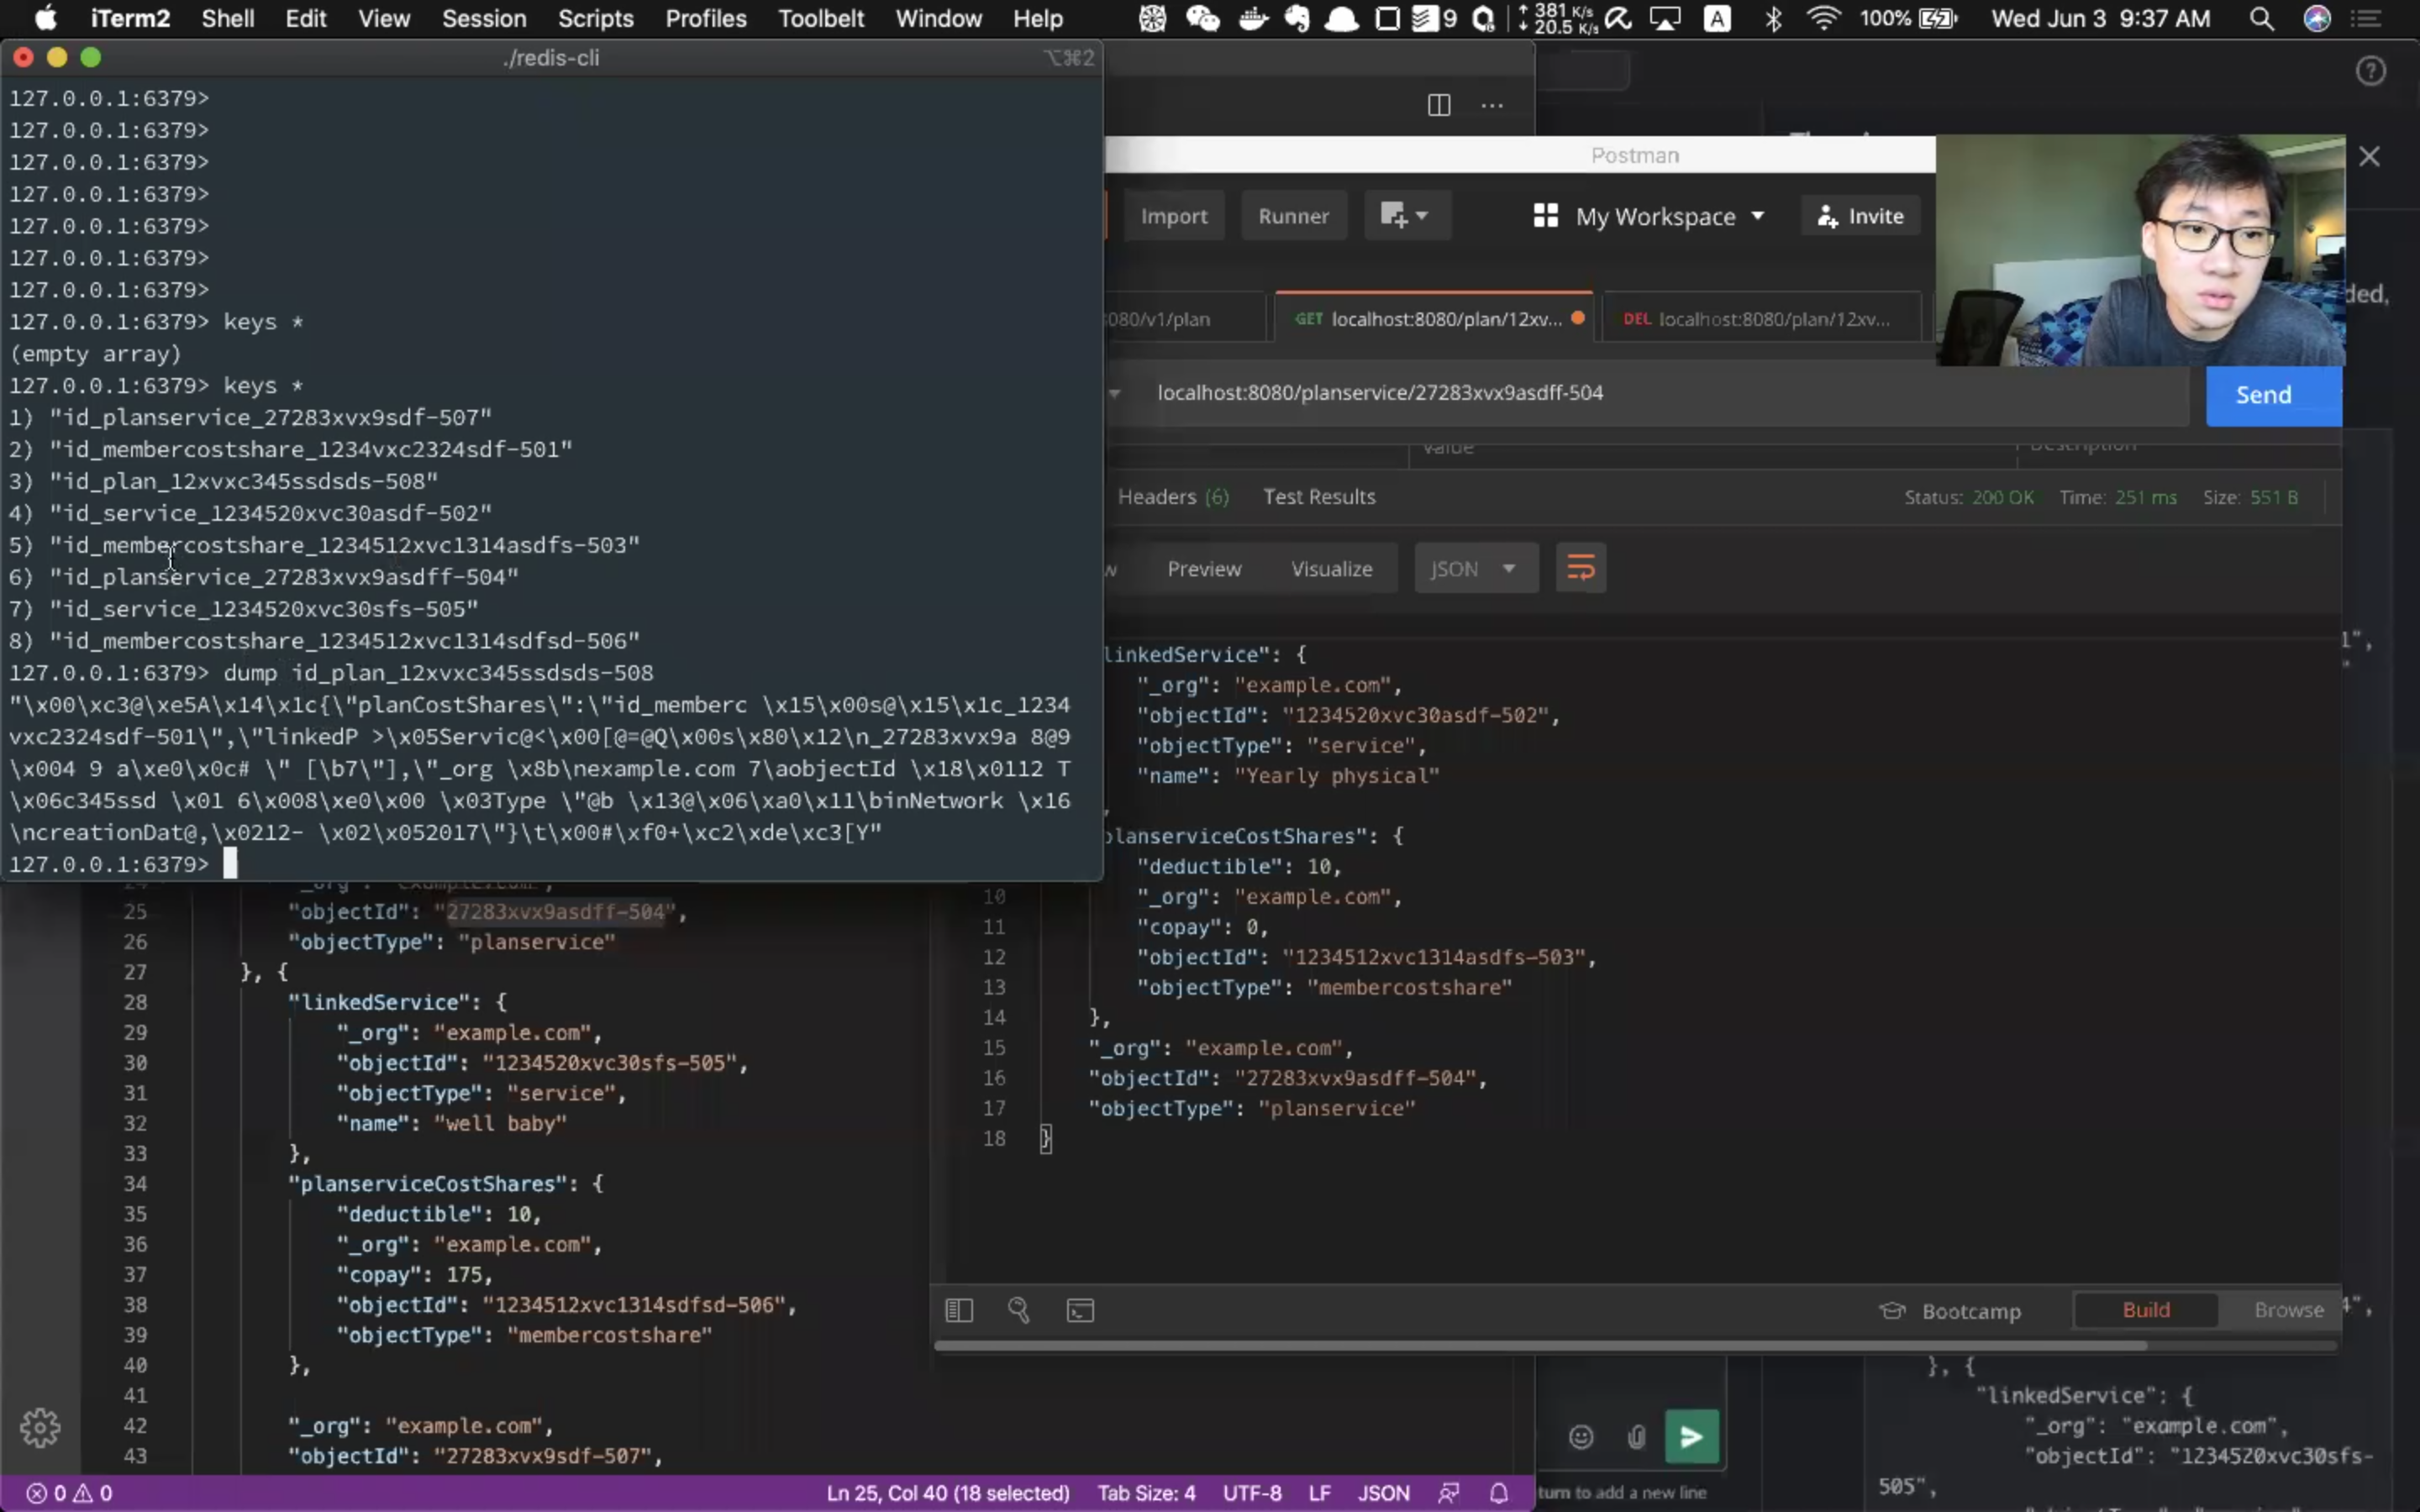 iTerm2 Shell Edit View Session Scripts Profiles Toolbelt Window Help 9 381 K/s 20.5 K/s A 100% Wed Jun 3 9:37 AM
./redis-cli ⌥⌘2
127.0.0.1:6379>
127.0.0.1:6379>
127.0.0.1:6379>
127.0.0.1:6379>
127.0.0.1:6379>
127.0.0.1:6379>
127.0.0.1:6379>
127.0.0.1:6379> keys *
(empty array)
127.0.0.1:6379> keys *
1) "id_planservice_27283xvx9sdf-507"
2) "id_membercostshare_1234vxc2324sdf-501"
3) "id_plan_12xvxc345ssdsds-508"
4) "id_service_1234520xvc30asdf-502"
5) "id_membercostshare_1234512xvc1314asdfs-503"
6) "id_planservice_27283xvx9asdff-504"
7) "id_service_1234520xvc30sfs-505"
8) "id_membercostshare_1234512xvc1314sdfsd-506"
127.0.0.1:6379> dump id_plan_12xvxc345ssdsds-508
"\x00\xc3@\xe5A\x14\x1c{\"planCostShares\":\"id_memberc \x15\x00s@\x15\x1c_1234
vxc2324sdf-501\",\"linkedP >\x05Servic@<\x00[@=@Q\x00s\x80\x12\n_27283xvx9a 8@9
\x004 9 a\xe0\x0c# \" [\b7\"],\"_org \x8b\nexample.com 7\aobjectId \x18\x0112 T
\x06c345ssd \x01 6\x008\xe0\x00 \x03Type \"@b \x13@\x06\xa0\x11\binNetwork \x16
\ncreationDat@,\x0212- \x02\x052017\"}\t\x00#\xf0+\xc2\xde\xc3[Y"
127.0.0.1:6379>
Postman
Import Runner My Workspace Invite
080/v1/plan GET localhost:8080/plan/12xv... DEL localhost:8080/plan/12xv...
ded,
localhost:8080/planservice/27283xvx9asdff-504 Send
Value Description
Headers (6) Test Results Status: 200 OK Time: 251 ms Size: 551 B
w Preview Visualize JSON
linkedService": {
"_org": "example.com",
"objectId": "1234520xvc30asdf-502",
"objectType": "service",
"name": "Yearly physical"
,
planserviceCostShares": {
"deductible": 10,
10 "_org": "example.com",
11 "copay": 0,
12 "objectId": "1234512xvc1314asdfs-503",
13 "objectType": "membercostshare"
14 },
15 "_org": "example.com",
16 "objectId": "27283xvx9asdff-504",
17 "objectType": "planservice"
18 }
Bootcamp Build Browse
24 "_org": "example.com",
25 "objectId": "27283xvx9asdff-504",
26 "objectType": "planservice"
27 }, {
28 "linkedService": {
29 "_org": "example.com",
30 "objectId": "1234520xvc30sfs-505",
31 "objectType": "service",
32 "name": "well baby"
33 },
34 "planserviceCostShares": {
35 "deductible": 10,
36 "_org": "example.com",
37 "copay": 175,
38 "objectId": "1234512xvc1314sdfsd-506",
39 "objectType": "membercostshare"
40 },
41
42 "_org": "example.com",
43 "objectId": "27283xvx9sdf-507",
0 0 Ln 25, Col 40 (18 selected) Tab Size: 4 UTF-8 LF JSON
turn to add a new line
1",
"
4",
}, {
"linkedService": {
"_org": "example.com",
"objectId": "1234520xvc30sfs-
505",